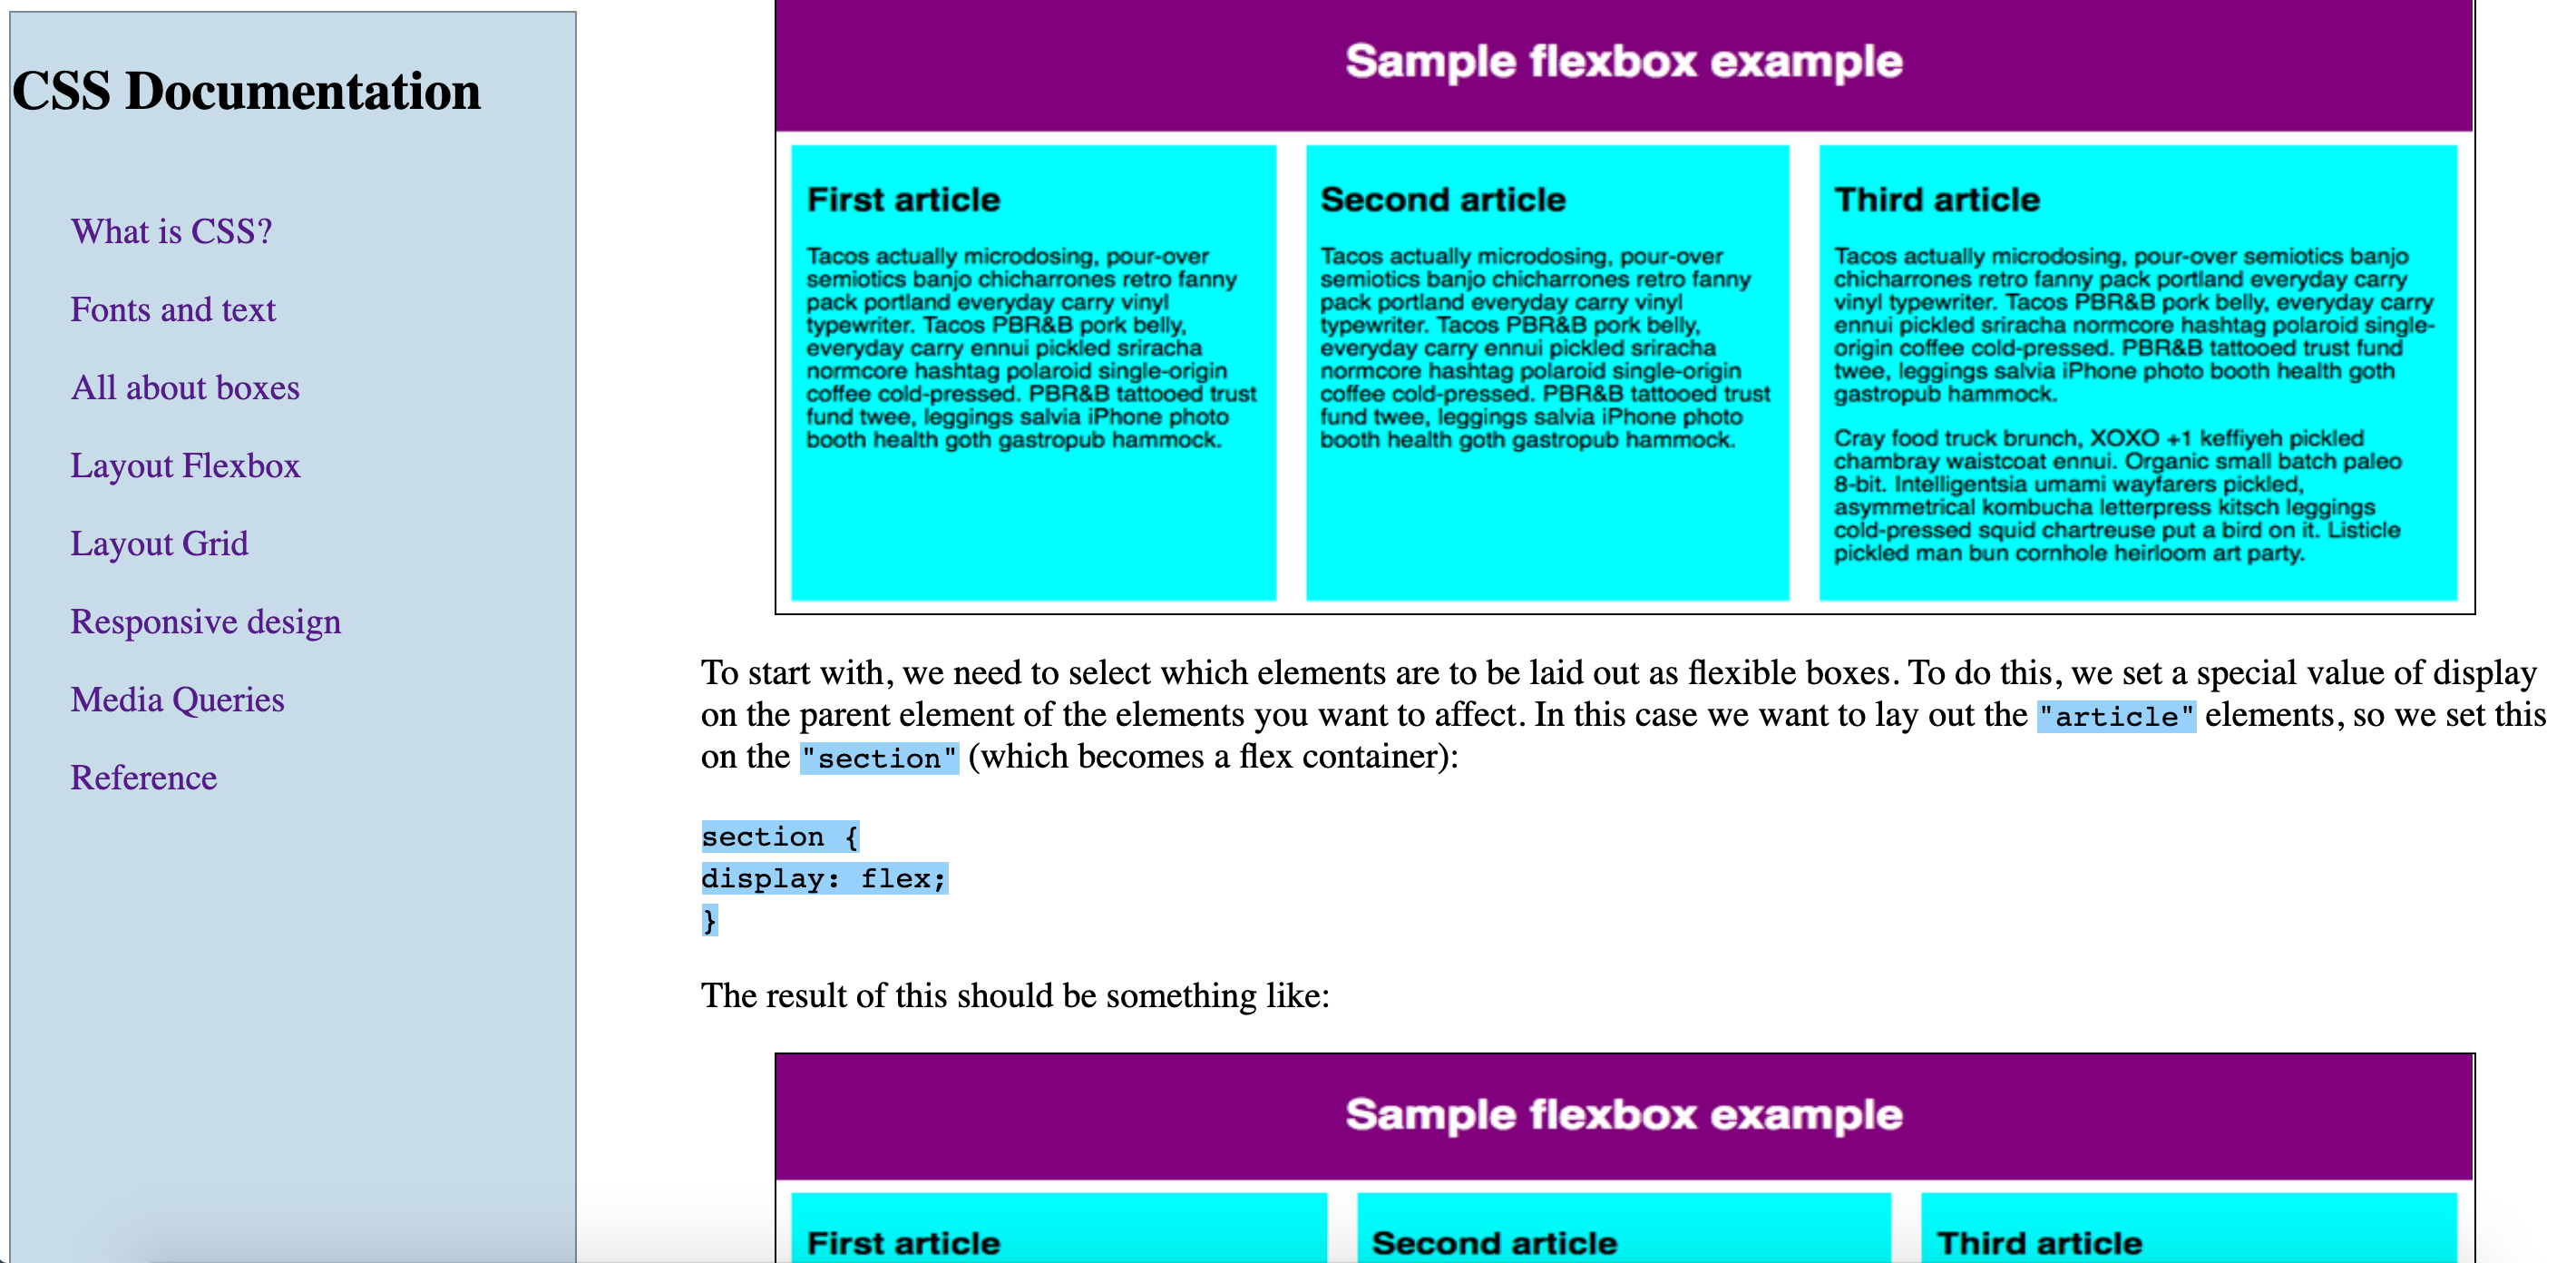 CSS Documentation
What is CSS?
Fonts and text
All about boxes
Layout Flexbox
Layout Grid
Responsive design
Media Queries
Reference
Sample flexbox example
First article
Tacos actually microdosing, pour-over
semiotics banjo chicharrones retro fanny
pack portland everyday carry vinyl
typewriter. Tacos PBR&B pork belly,
everyday carry ennui pickled sriracha
normcore hashtag polaroid single-origin
coffee cold-pressed. PBR&B tattooed trust
fund twee, leggings salvia iPhone photo
booth health goth gastropub hammock.
Second article
Tacos actually microdosing, pour-over
semiotics banjo chicharrones retro fanny
pack portland everyday carry vinyl
typewriter. Tacos PBR&B pork belly,
everyday carry ennui pickled sriracha
normcore hashtag polaroid single-origin
coffee cold-pressed. PBR&B tattooed trust
fund twee, leggings salvia iPhone photo
booth health goth gastropub hammock.
Third article
Tacos actually microdosing, pour-over semiotics banjo
chicharrones retro fanny pack portland everyday carry
vinyl typewriter. Tacos PBR&B pork belly, everyday carry
ennui pickled sriracha normcore hashtag polaroid single-
origin coffee cold-pressed. PBR&B tattooed trust fund
twee, leggings salvia iPhone photo booth health goth
gastropub hammock.
Cray food truck brunch, XOXO +1 keffiyeh pickled
chambray waistcoat ennui. Organic small batch paleo
8-bit. Intelligentsia umami wayfarers pickled,
asymmetrical kombucha letterpress kitsch leggings
cold-pressed squid chartreuse put a bird on it. Listicle
pickled man bun cornhole heirloom art party.
To start with, we need to select which elements are to be laid out as flexible boxes. To do this, we set a special value of display
on the parent element of the elements you want to affect. In this case we want to lay out the "article" elements, so we set this
on the "section" (which becomes a flex container):
section {
display: flex;
}
The result of this should be something like:
Sample flexbox example
First article
Second article
Third article